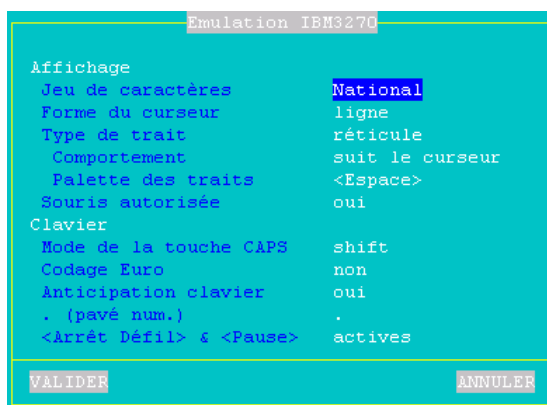 Emulation IBM3270
Affichage
Jeu de caractères National
Forme du curseur ligne
Type de trait réticule
Comportement suit le curseur
Palette des traits <Espace>
Souris autorisée oui
Clavier
Mode de la touche CAPS shift
Codage Euro non
Anticipation clavier oui
. (pavé num.) .
<Arrêt Défil> & <Pause> actives
VALIDER ANNULER